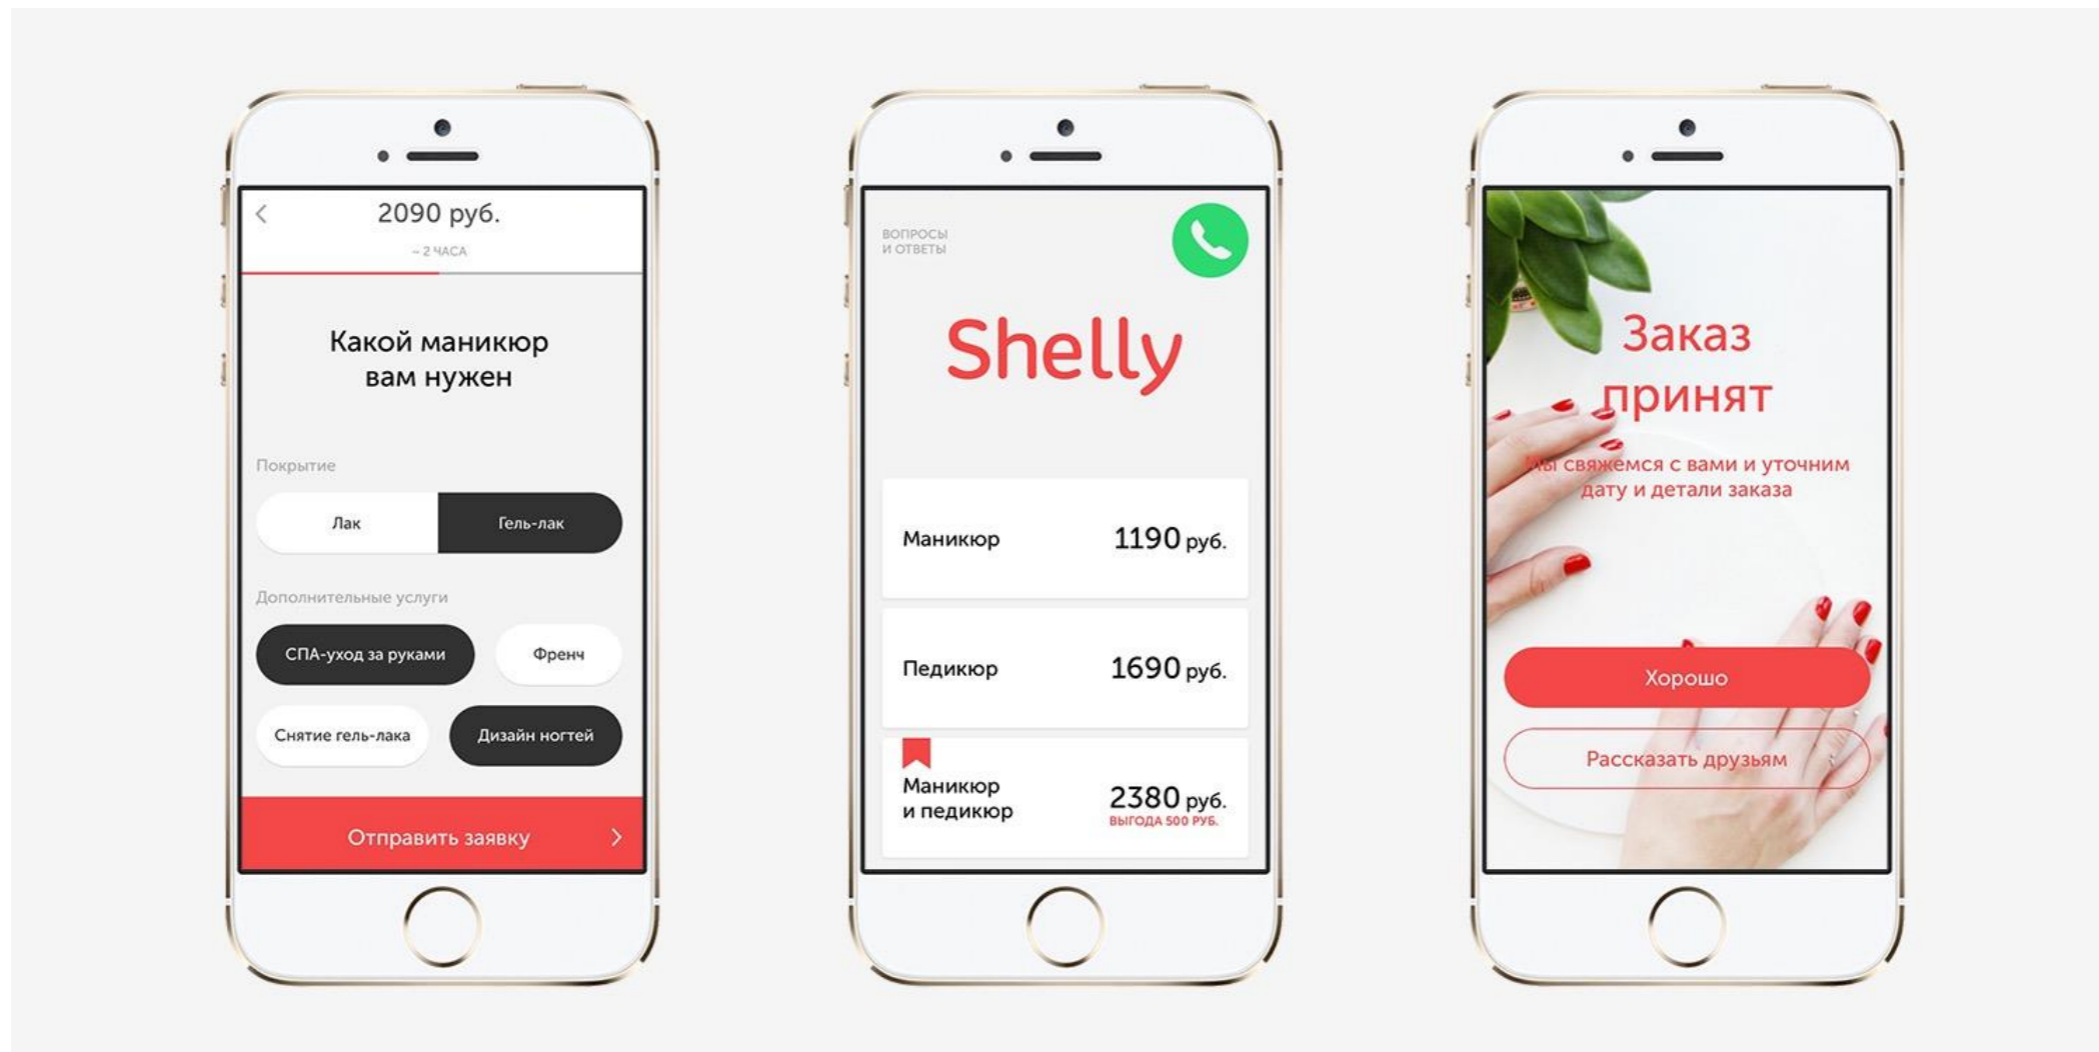 2090 руб.
~ 2 ЧАСА
Какой маникюр
вам нужен
Покрытие
Лак
Гель-лак
Дополнительные услуги
СПА-уход за руками
Френч
Снятие гель-лака
Дизайн ногтей
Отправить заявку
ВОПРОСЫ
И ОТВЕТЫ
Shelly
Маникюр 1190 руб.
Педикюр 1690 руб.
Маникюр
и педикюр
2380 руб.
ВЫГОДА 500 РУБ.
Заказ
принят
Мы свяжемся с вами и уточним
дату и детали заказа
Хорошо
Рассказать друзьям